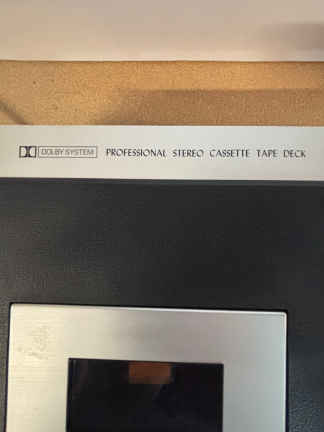 DOLBY SYSTEM PROFESSIONAL STEREO CASSETTE TAPE DECK